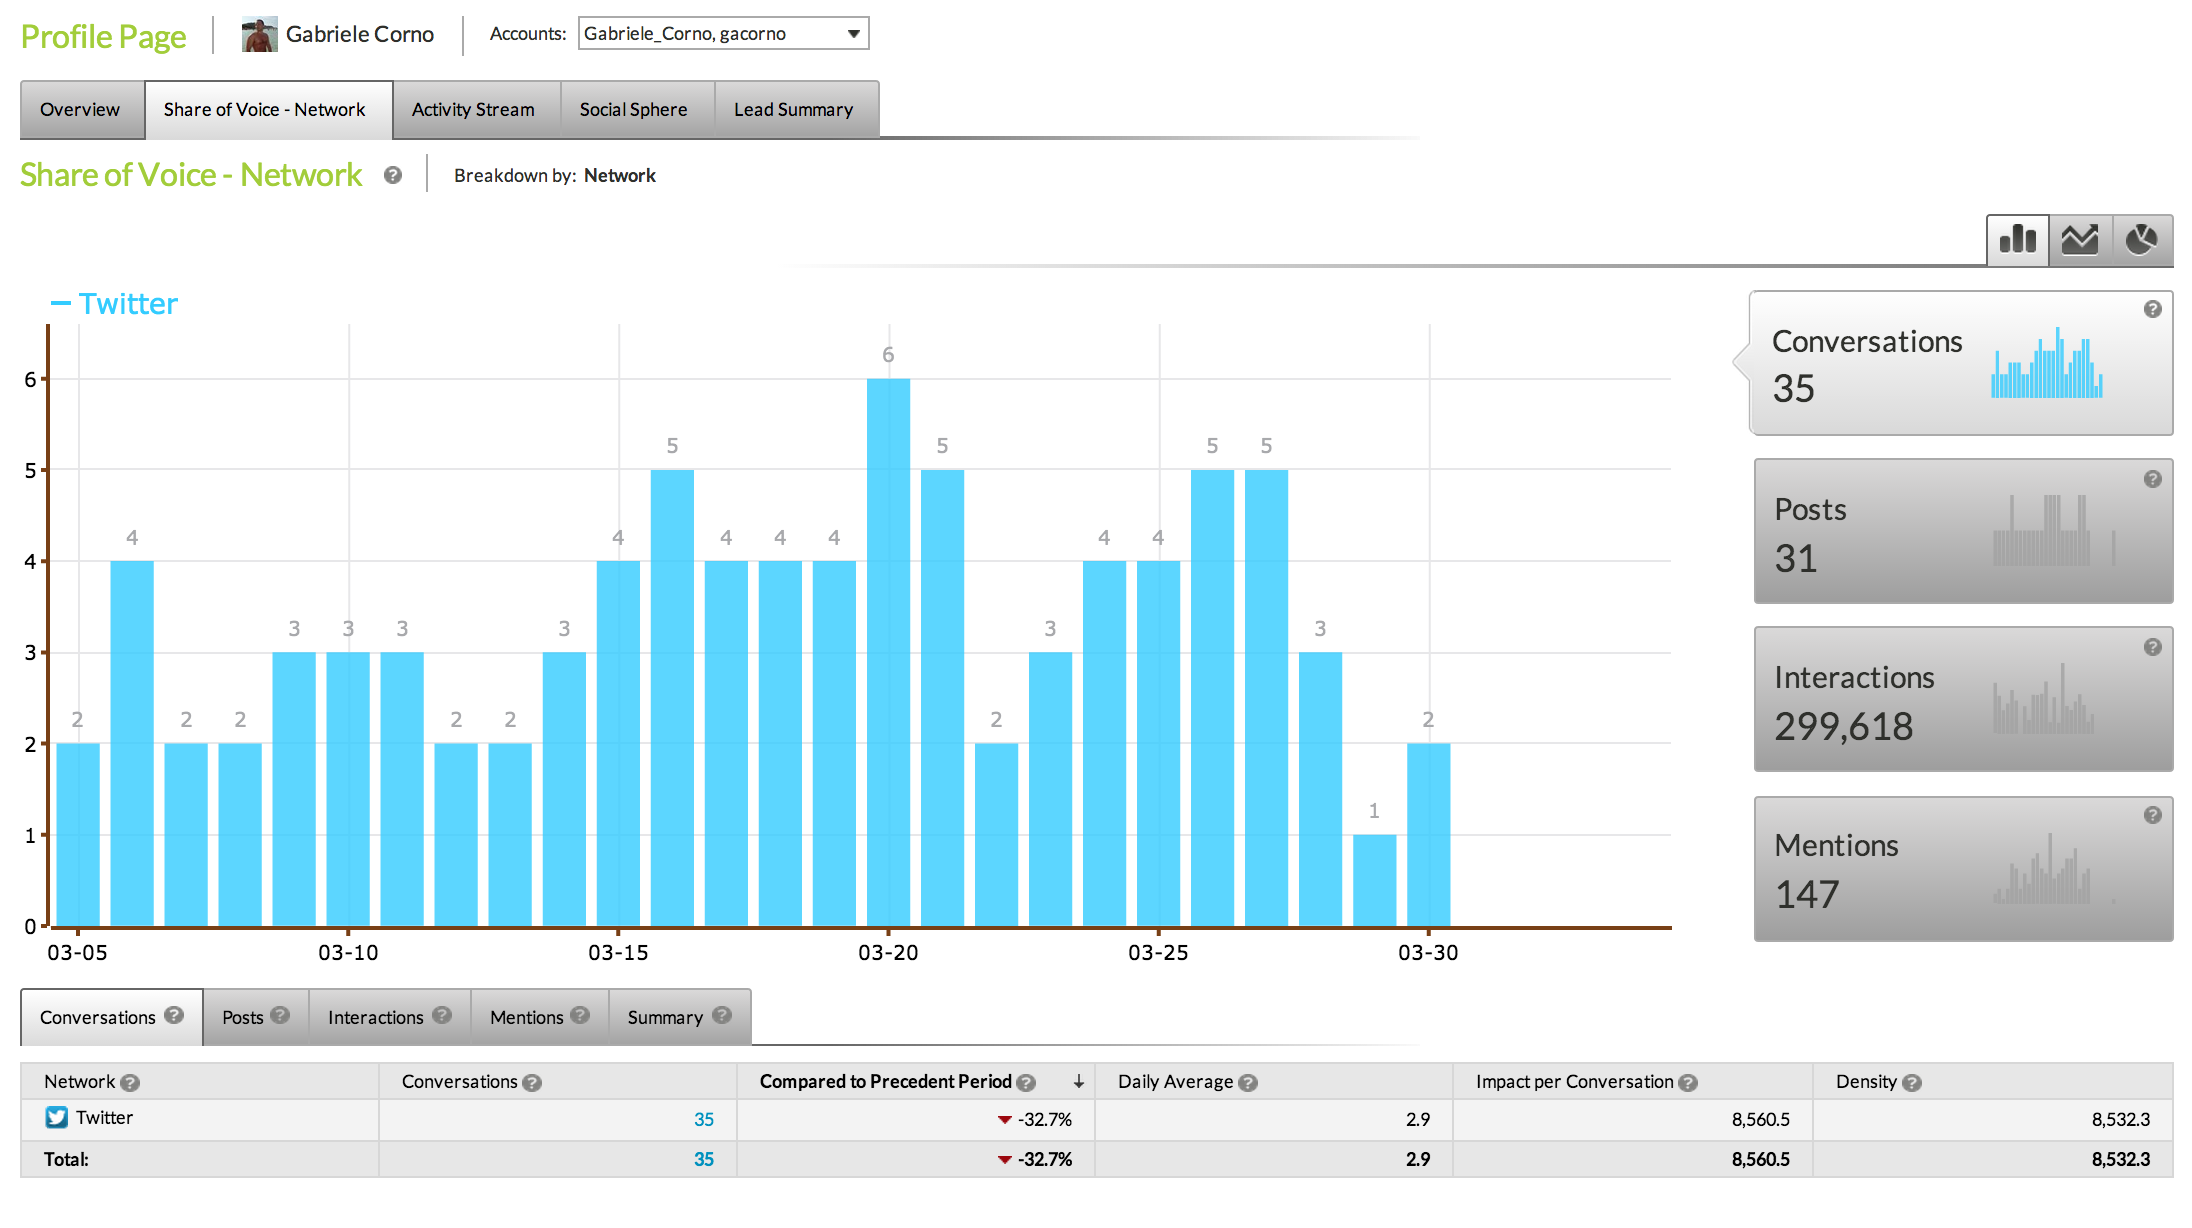 Profile Page
Gabriele Corno
Accounts: Gabriele_Corno, gacorno
Overview Share of Voice - Network Activity Stream Social Sphere Lead Summary
Share of Voice - Network ? Breakdown by: Network
Twitter
6
5
4
3
2
1
0
2 4 2 2 3 3 3 2 2 3 4 5 4 4 4 6 5 2 3 4 4 5 5 3 1 2
03-05 03-10 03-15 03-20 03-25 03-30
Conversations ?
35
Posts ?
31
Interactions ?
299,618
Mentions ?
147
Conversations ? Posts ? Interactions ? Mentions ? Summary ?
Network ? Conversations ? Compared to Precedent Period ? ↓ Daily Average ? Impact per Conversation ? Density ?
Twitter 35 -32.7% 2.9 8,560.5 8,532.3
Total: 35 -32.7% 2.9 8,560.5 8,532.3